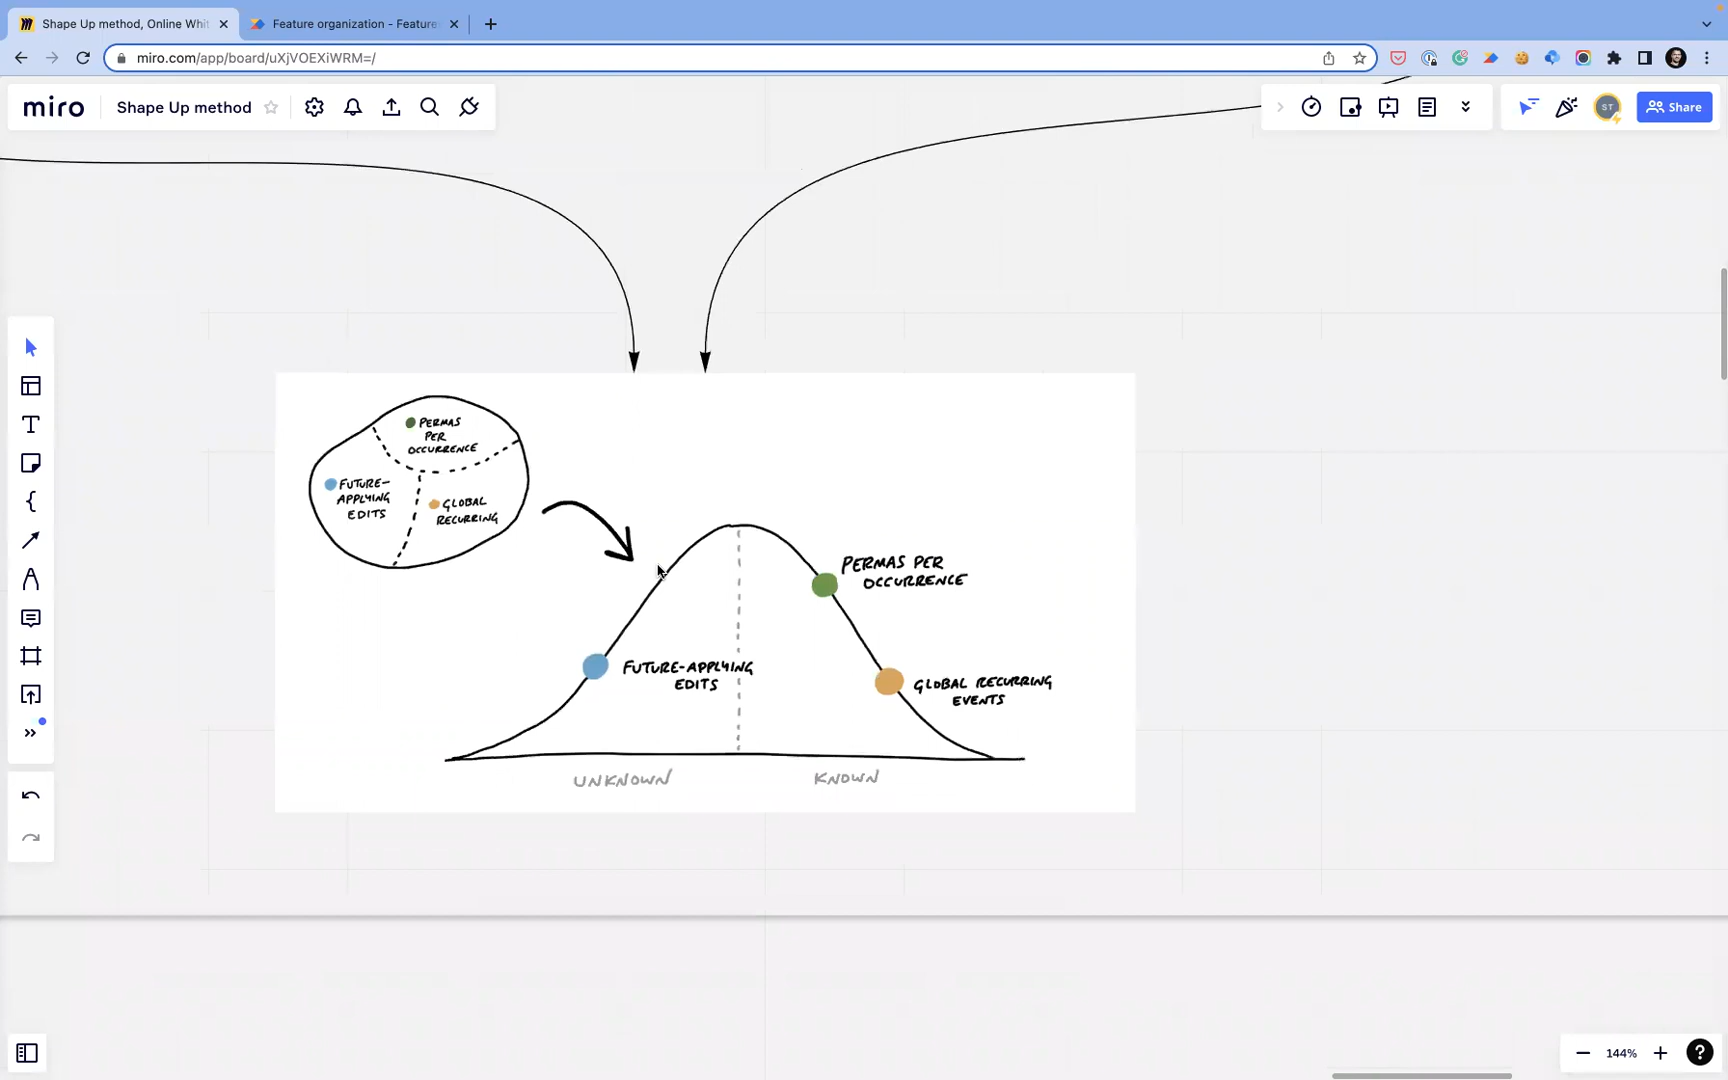 Shape Up method, Online Whi
Feature organization - Feature
miro.com/app/board/uXjVOEXiWRM=/
miro
Shape Up method
ST
Share
PERMAS
PER
OCCURRENCE
FUTURE-
APPLYING
EDITS
GLOBAL
RECURRING
PERMAS PER
OCCURRENCE
FUTURE-APPLYING
EDITS
GLOBAL RECURRING
EVENTS
UNKNOWN
KNOWN
144%